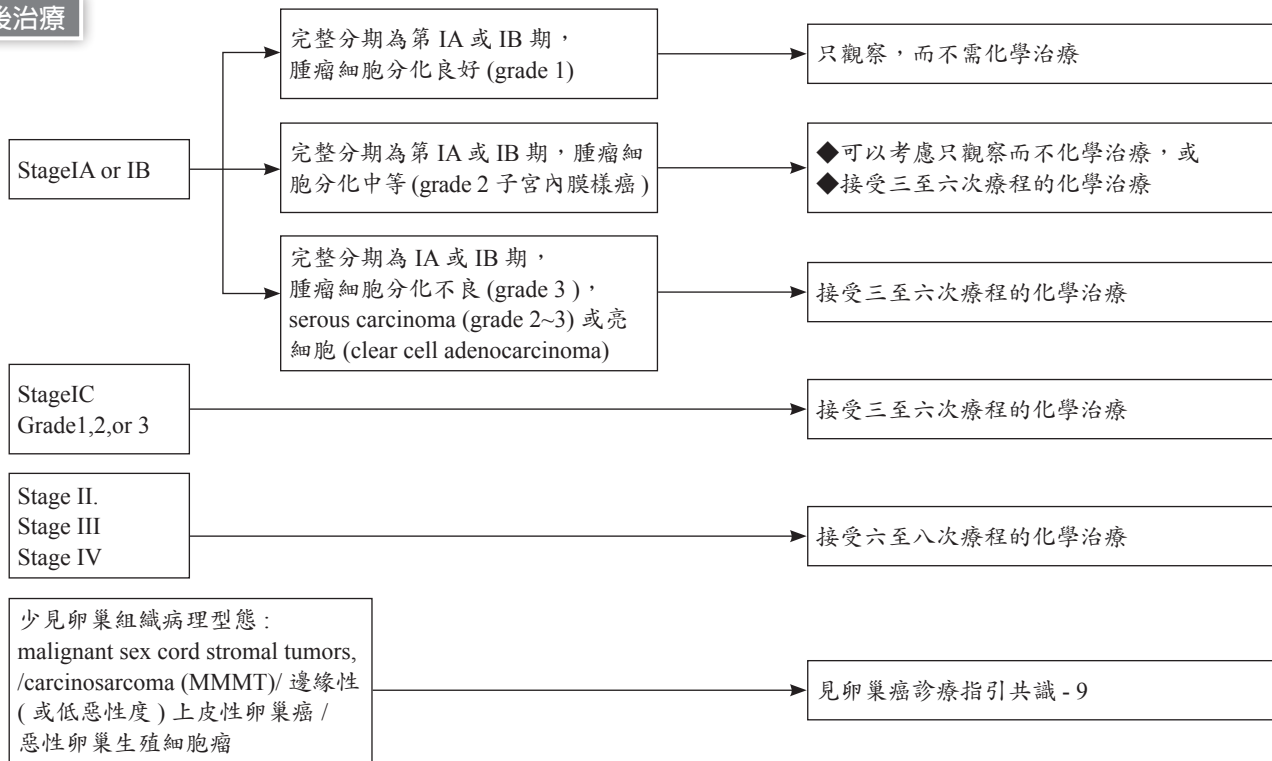 後治療
完整分期為第 IA 或 IB 期，
腫瘤細胞分化良好 (grade 1)
只觀察，而不需化學治療
StageIA or IB
完整分期為第 IA 或 IB 期，腫瘤細
胞分化中等 (grade 2 子宮內膜樣癌 )
◆可以考慮只觀察而不化學治療，或
◆接受三至六次療程的化學治療
完整分期為 IA 或 IB 期，
腫瘤細胞分化不良 (grade 3 )，
serous carcinoma (grade 2~3) 或亮
細胞 (clear cell adenocarcinoma)
接受三至六次療程的化學治療
StageIC
Grade1,2,or 3
接受三至六次療程的化學治療
Stage II.
Stage III
Stage IV
接受六至八次療程的化學治療
少見卵巢組織病理型態 :
malignant sex cord stromal tumors,
/carcinosarcoma (MMMT)/ 邊緣性
( 或低惡性度 ) 上皮性卵巢癌 /
惡性卵巢生殖細胞瘤
見卵巢癌診療指引共識 - 9